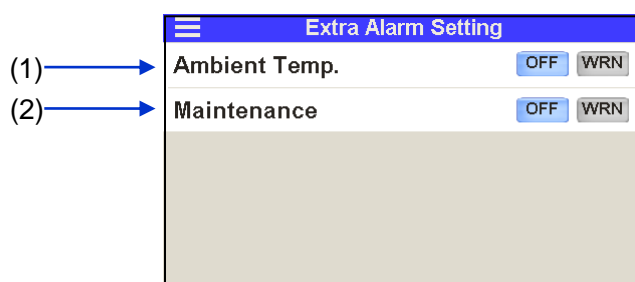 Extra Alarm Setting
(1) Ambient Temp. OFF WRN
(2) Maintenance OFF WRN